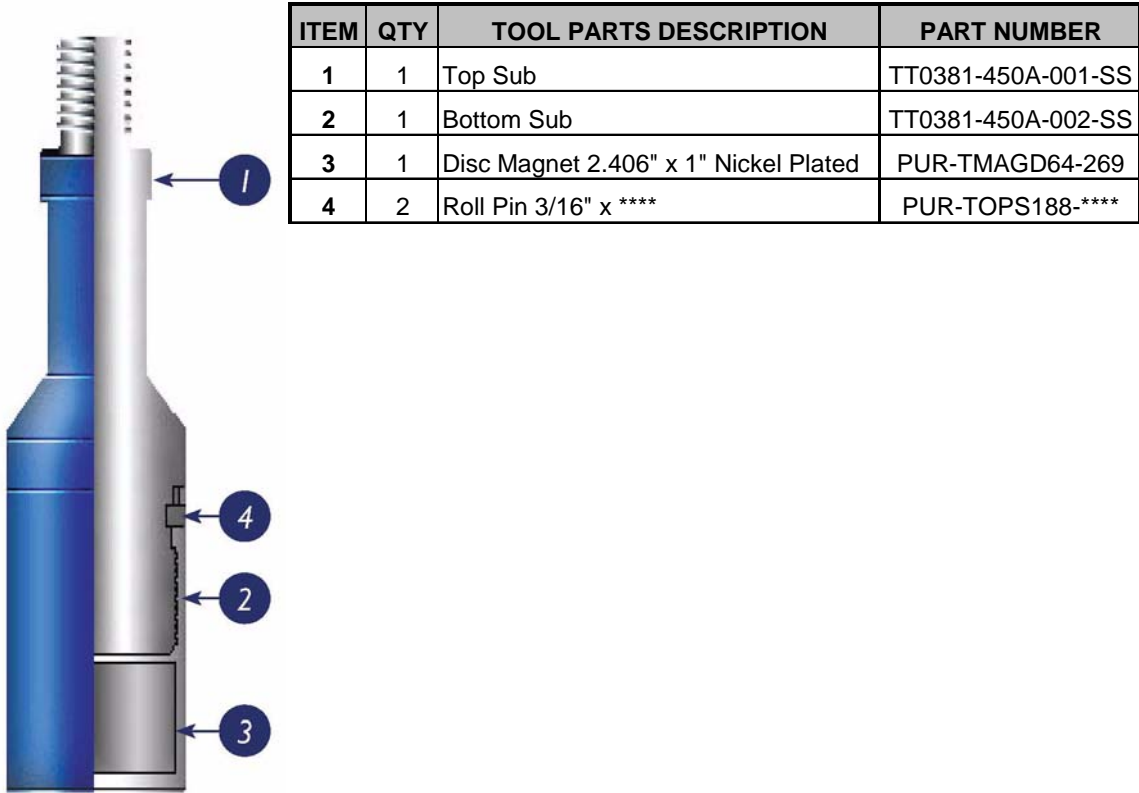 ITEM QTY TOOL PARTS DESCRIPTION PART NUMBER
1 1 Top Sub TT0381-450A-001-SS
2 1 Bottom Sub TT0381-450A-002-SS
3 1 Disc Magnet 2.406" x 1" Nickel Plated PUR-TMAGD64-269
4 2 Roll Pin 3/16" x **** PUR-TOPS188-****
1
4
2
3